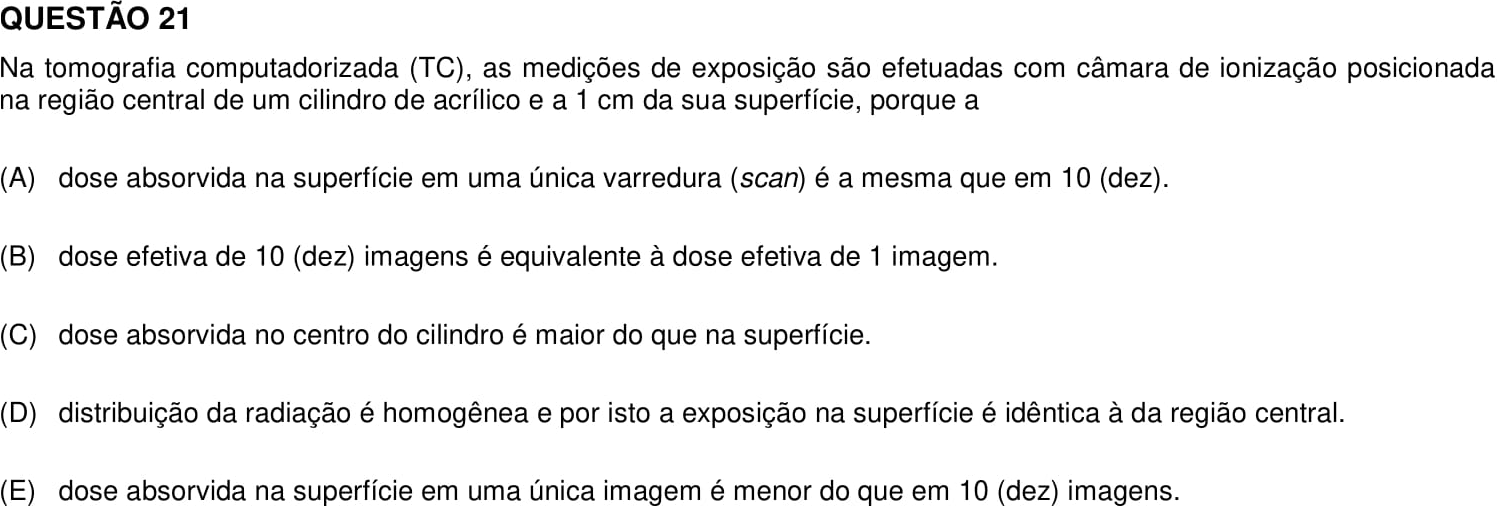 QUESTÃO 21
Na tomografia computadorizada (TC), as medições de exposição são efetuadas com câmara de ionização posicionada
na região central de um cilindro de acrílico e a 1 cm da sua superfície, porque a
(A) dose absorvida na superfície em uma única varredura (scan) é a mesma que em 10 (dez).
(B) dose efetiva de 10 (dez) imagens é equivalente à dose efetiva de 1 imagem.
(C) dose absorvida no centro do cilindro é maior do que na superfície.
(D) distribuição da radiação é homogênea e por isto a exposição na superfície é idêntica à da região central.
(E) dose absorvida na superfície em uma única imagem é menor do que em 10 (dez) imagens.